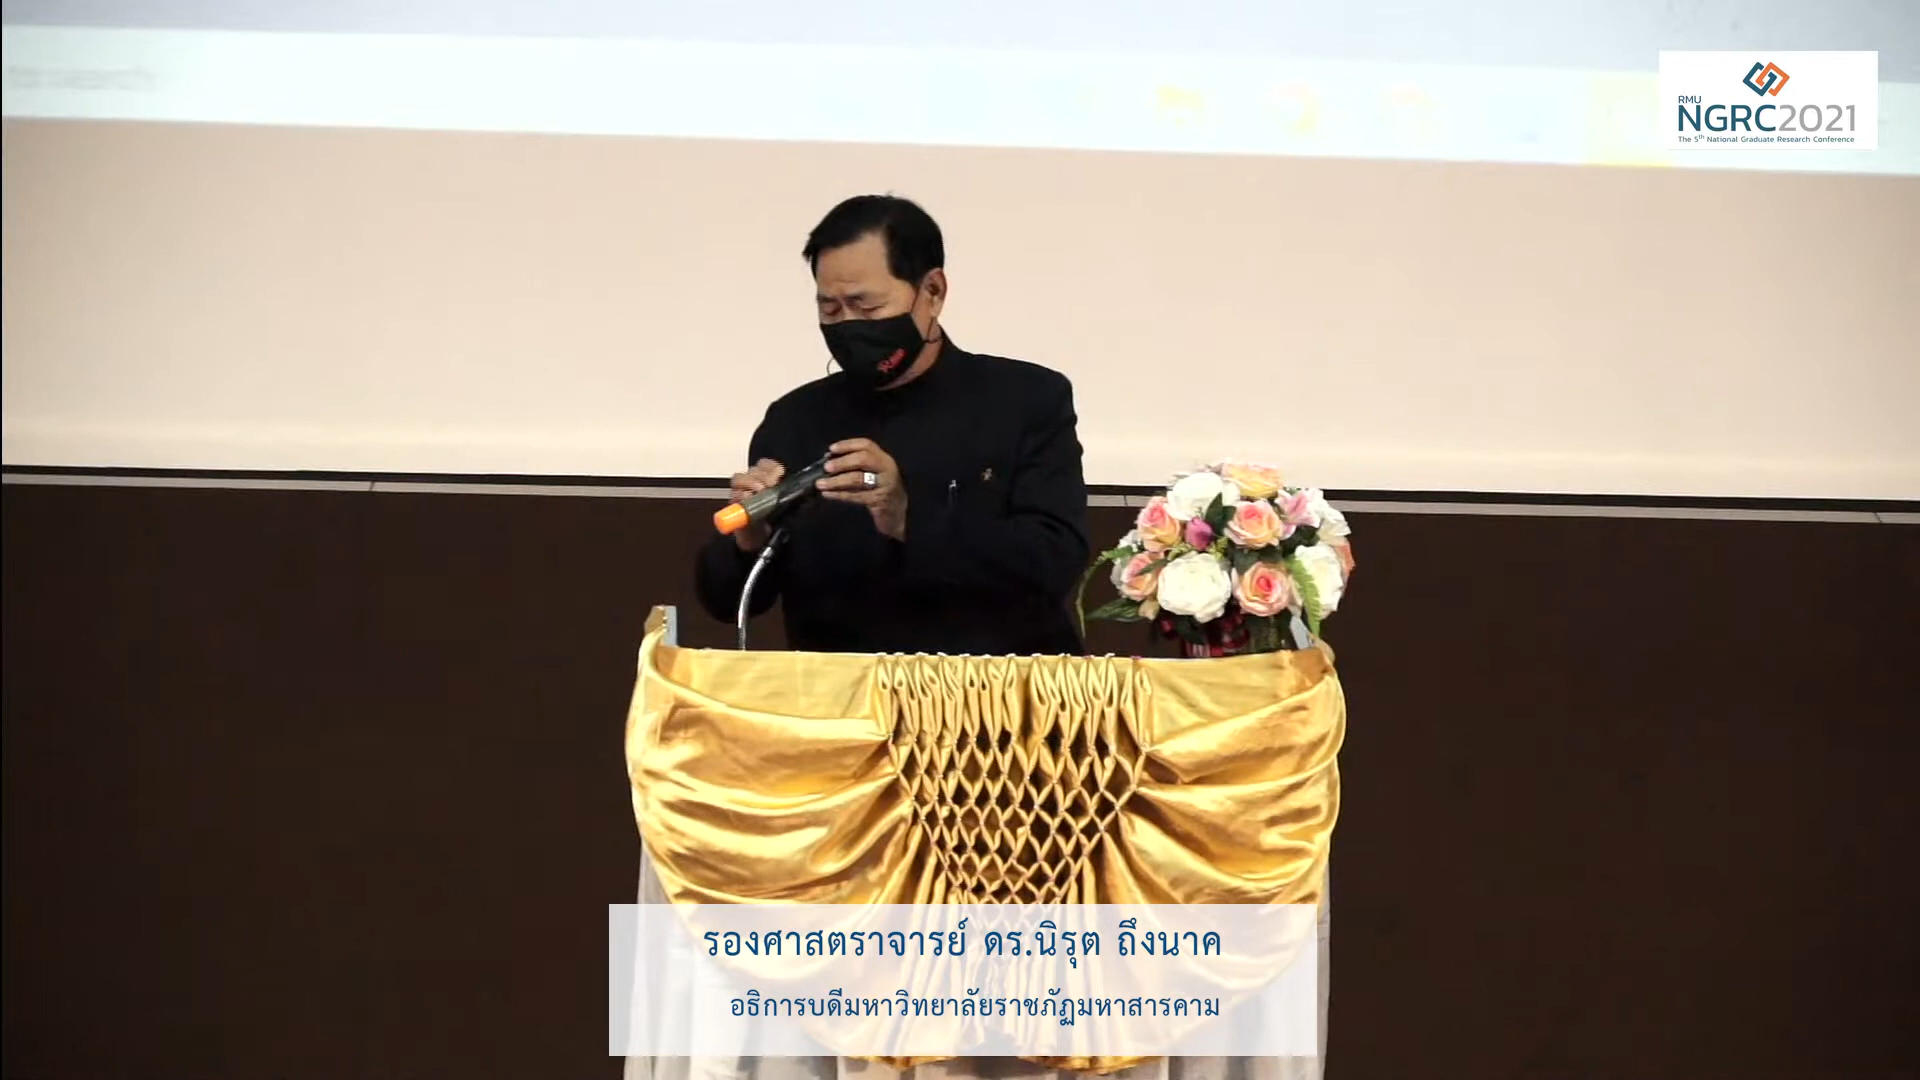 RMU
NGRC2021
The 5th National Graduate Research Conference
รองศาสตราจารย์ ดร.นิรุต ถึงนาค
อธิการบดีมหาวิทยาลัยราชภัฏมหาสารคาม